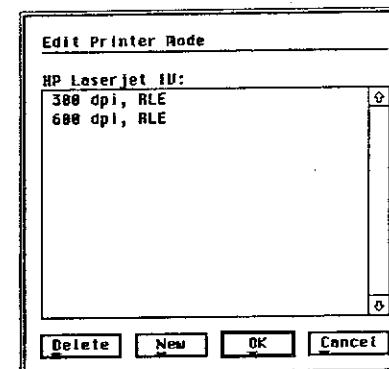 Edit Printer Mode
HP Laserjet IV:
300 dpi, RLE
600 dpi, RLE
Delete New OK Cancel